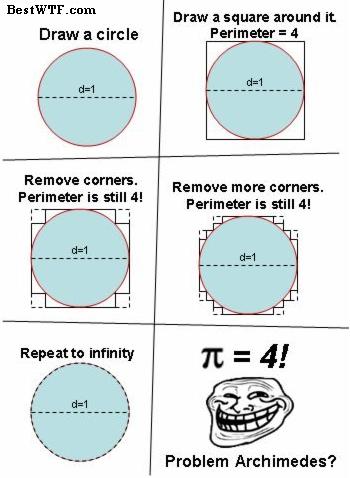 BestWTF.com
Draw a circle
d=1
Draw a square around it.
Perimeter = 4
d=1
Remove corners.
Perimeter is still 4!
d=1
Remove more corners.
Perimeter is still 4!
d=1
Repeat to infinity
d=1
π = 4!
Problem Archimedes?